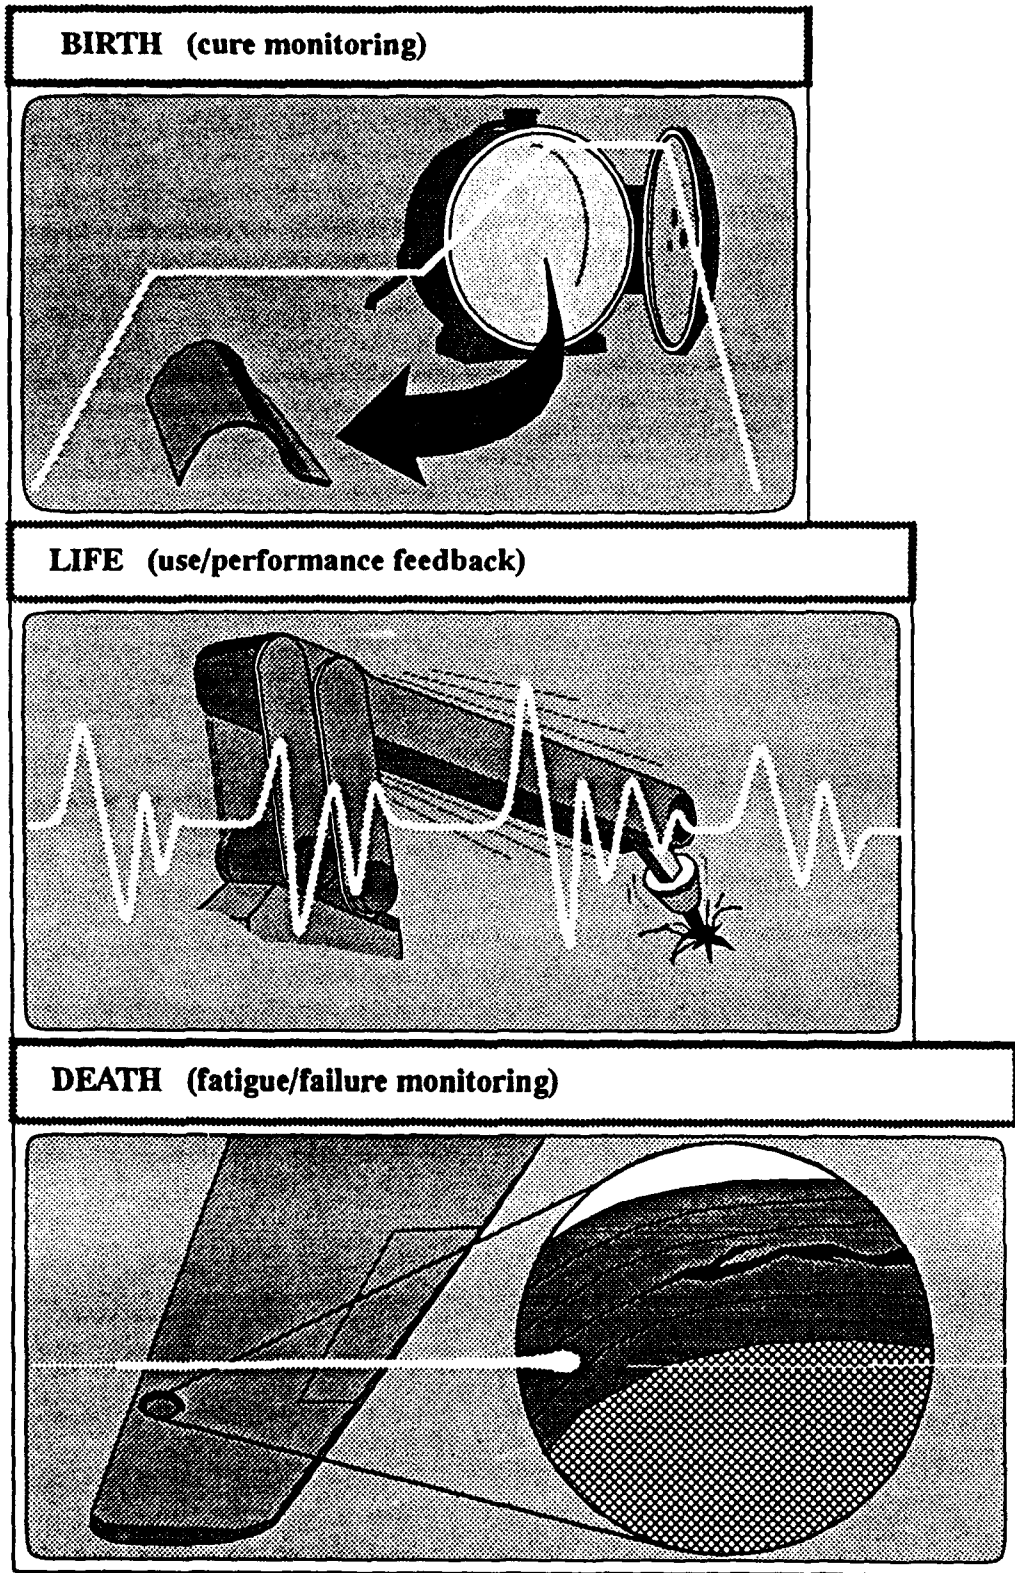 BIRTH (cure monitoring)
LIFE (use/performance feedback)
DEATH (fatigue/failure monitoring)